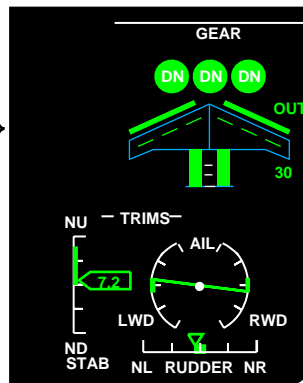 GEAR
DN DN DN
OUT
30
TRIMS
NU
AIL
7.2
LWD RWD
ND
STAB
NL RUDDER NR